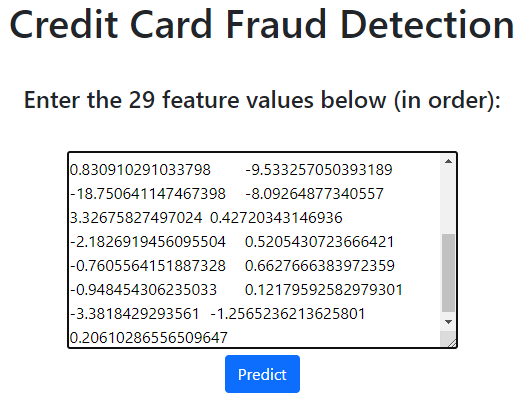 Credit Card Fraud Detection
Enter the 29 feature values below (in order):
0.830910291033798 -9.533257050393189
-18.750641147467398 -8.09264877340557
3.32675827497024 0.42720343146936
-2.1826919456095504 0.5205430723666421
-0.7605564151887328 0.6627666383972359
-0.948454306235033 0.12179592582979301
-3.3818429293561 -1.2565236213625801
0.20610286556509647
Predict